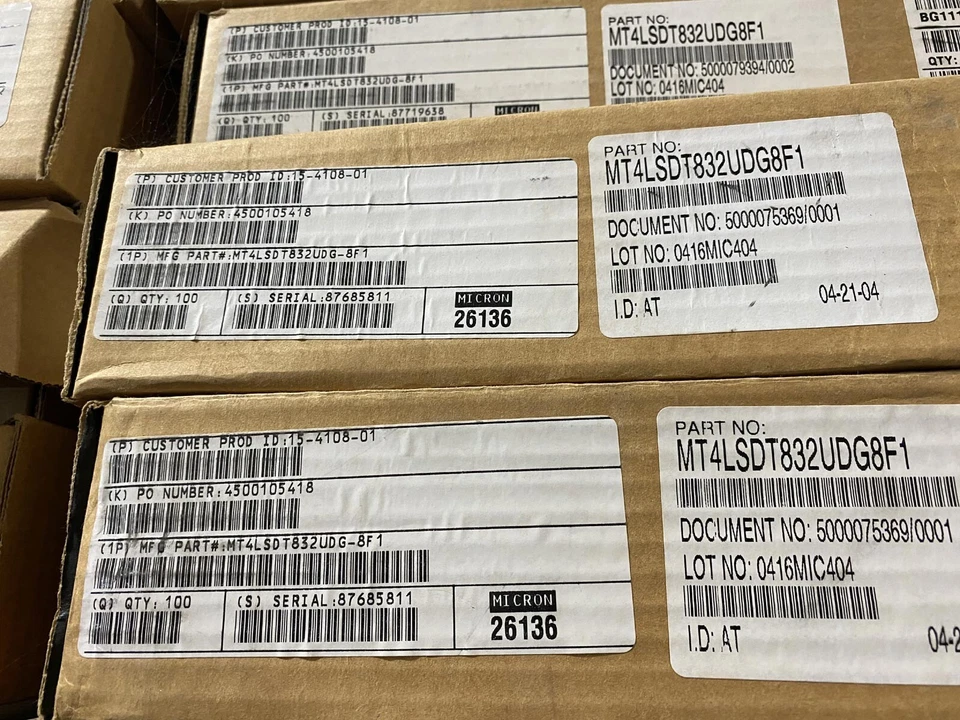 (P) CUSTOMER PROD ID:15-4108-01
(K) PO NUMBER:4500105418
(1P) MFG PART#:MT4LSDT832UDG-8F1
(Q) QTY: 100
(S) SERIAL:87719638
MICRON
PART NO:
MT4LSDT832UDG8F1
DOCUMENT NO: 5000079394/0002
LOT NO: 0416MIC404
BG111
QTY:
(P) CUSTOMER PROD ID:15-4108-01
(K) PO NUMBER:4500105418
(1P) MFG PART#:MT4LSDT832UDG-8F1
(Q) QTY: 100
(S) SERIAL:87685811
MICRON
26136
PART NO:
MT4LSDT832UDG8F1
DOCUMENT NO: 5000075369/0001
LOT NO: 0416MIC404
I.D: AT
04-21-04
(P) CUSTOMER PROD ID:15-4108-01
(K) PO NUMBER:4500105418
(1P) MFG PART#:MT4LSDT832UDG-8F1
(Q) QTY: 100
(S) SERIAL:87685811
MICRON
26136
PART NO:
MT4LSDT832UDG8F1
DOCUMENT NO: 5000075369/0001
LOT NO: 0416MIC404
I.D: AT
04-2